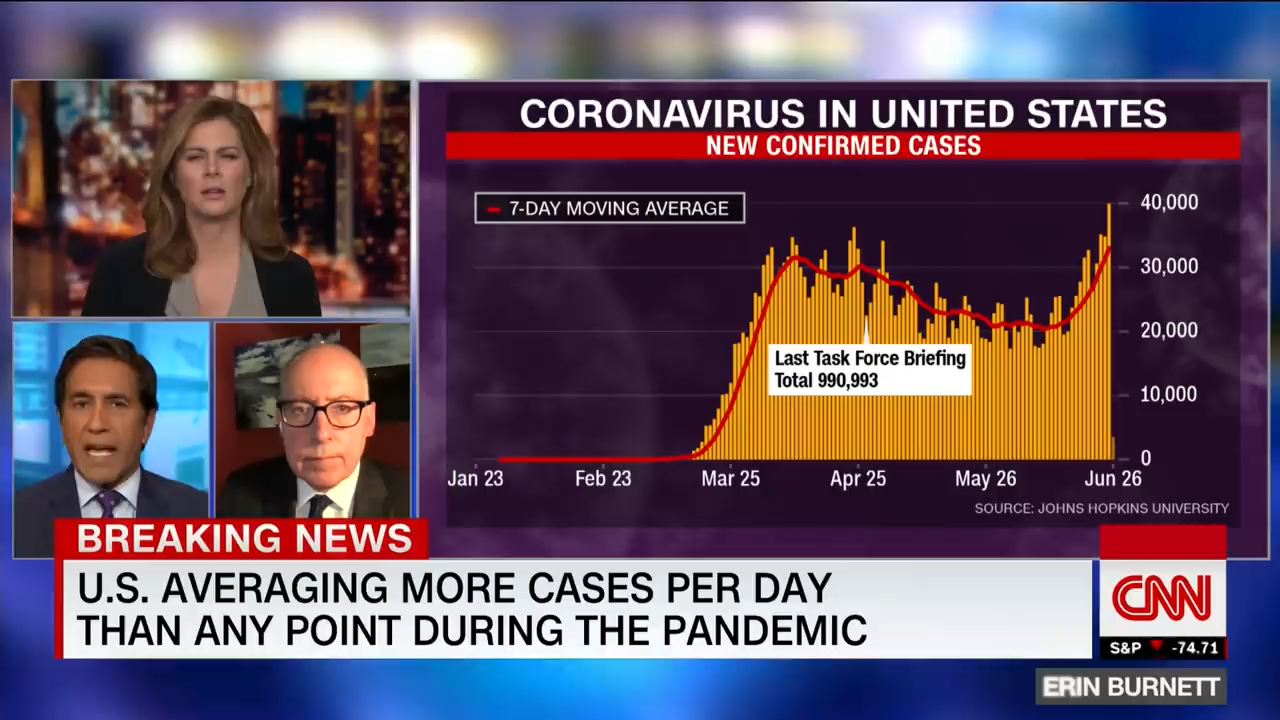 CORONAVIRUS IN UNITED STATES
NEW CONFIRMED CASES
7-DAY MOVING AVERAGE
40,000
30,000
20,000
10,000
0
Last Task Force Briefing
Total 990,993
Jan 23 Feb 23 Mar 25 Apr 25 May 26 Jun 26
SOURCE: JOHNS HOPKINS UNIVERSITY
BREAKING NEWS
U.S. AVERAGING MORE CASES PER DAY
THAN ANY POINT DURING THE PANDEMIC
CNN
S&P -74.71
ERIN BURNETT